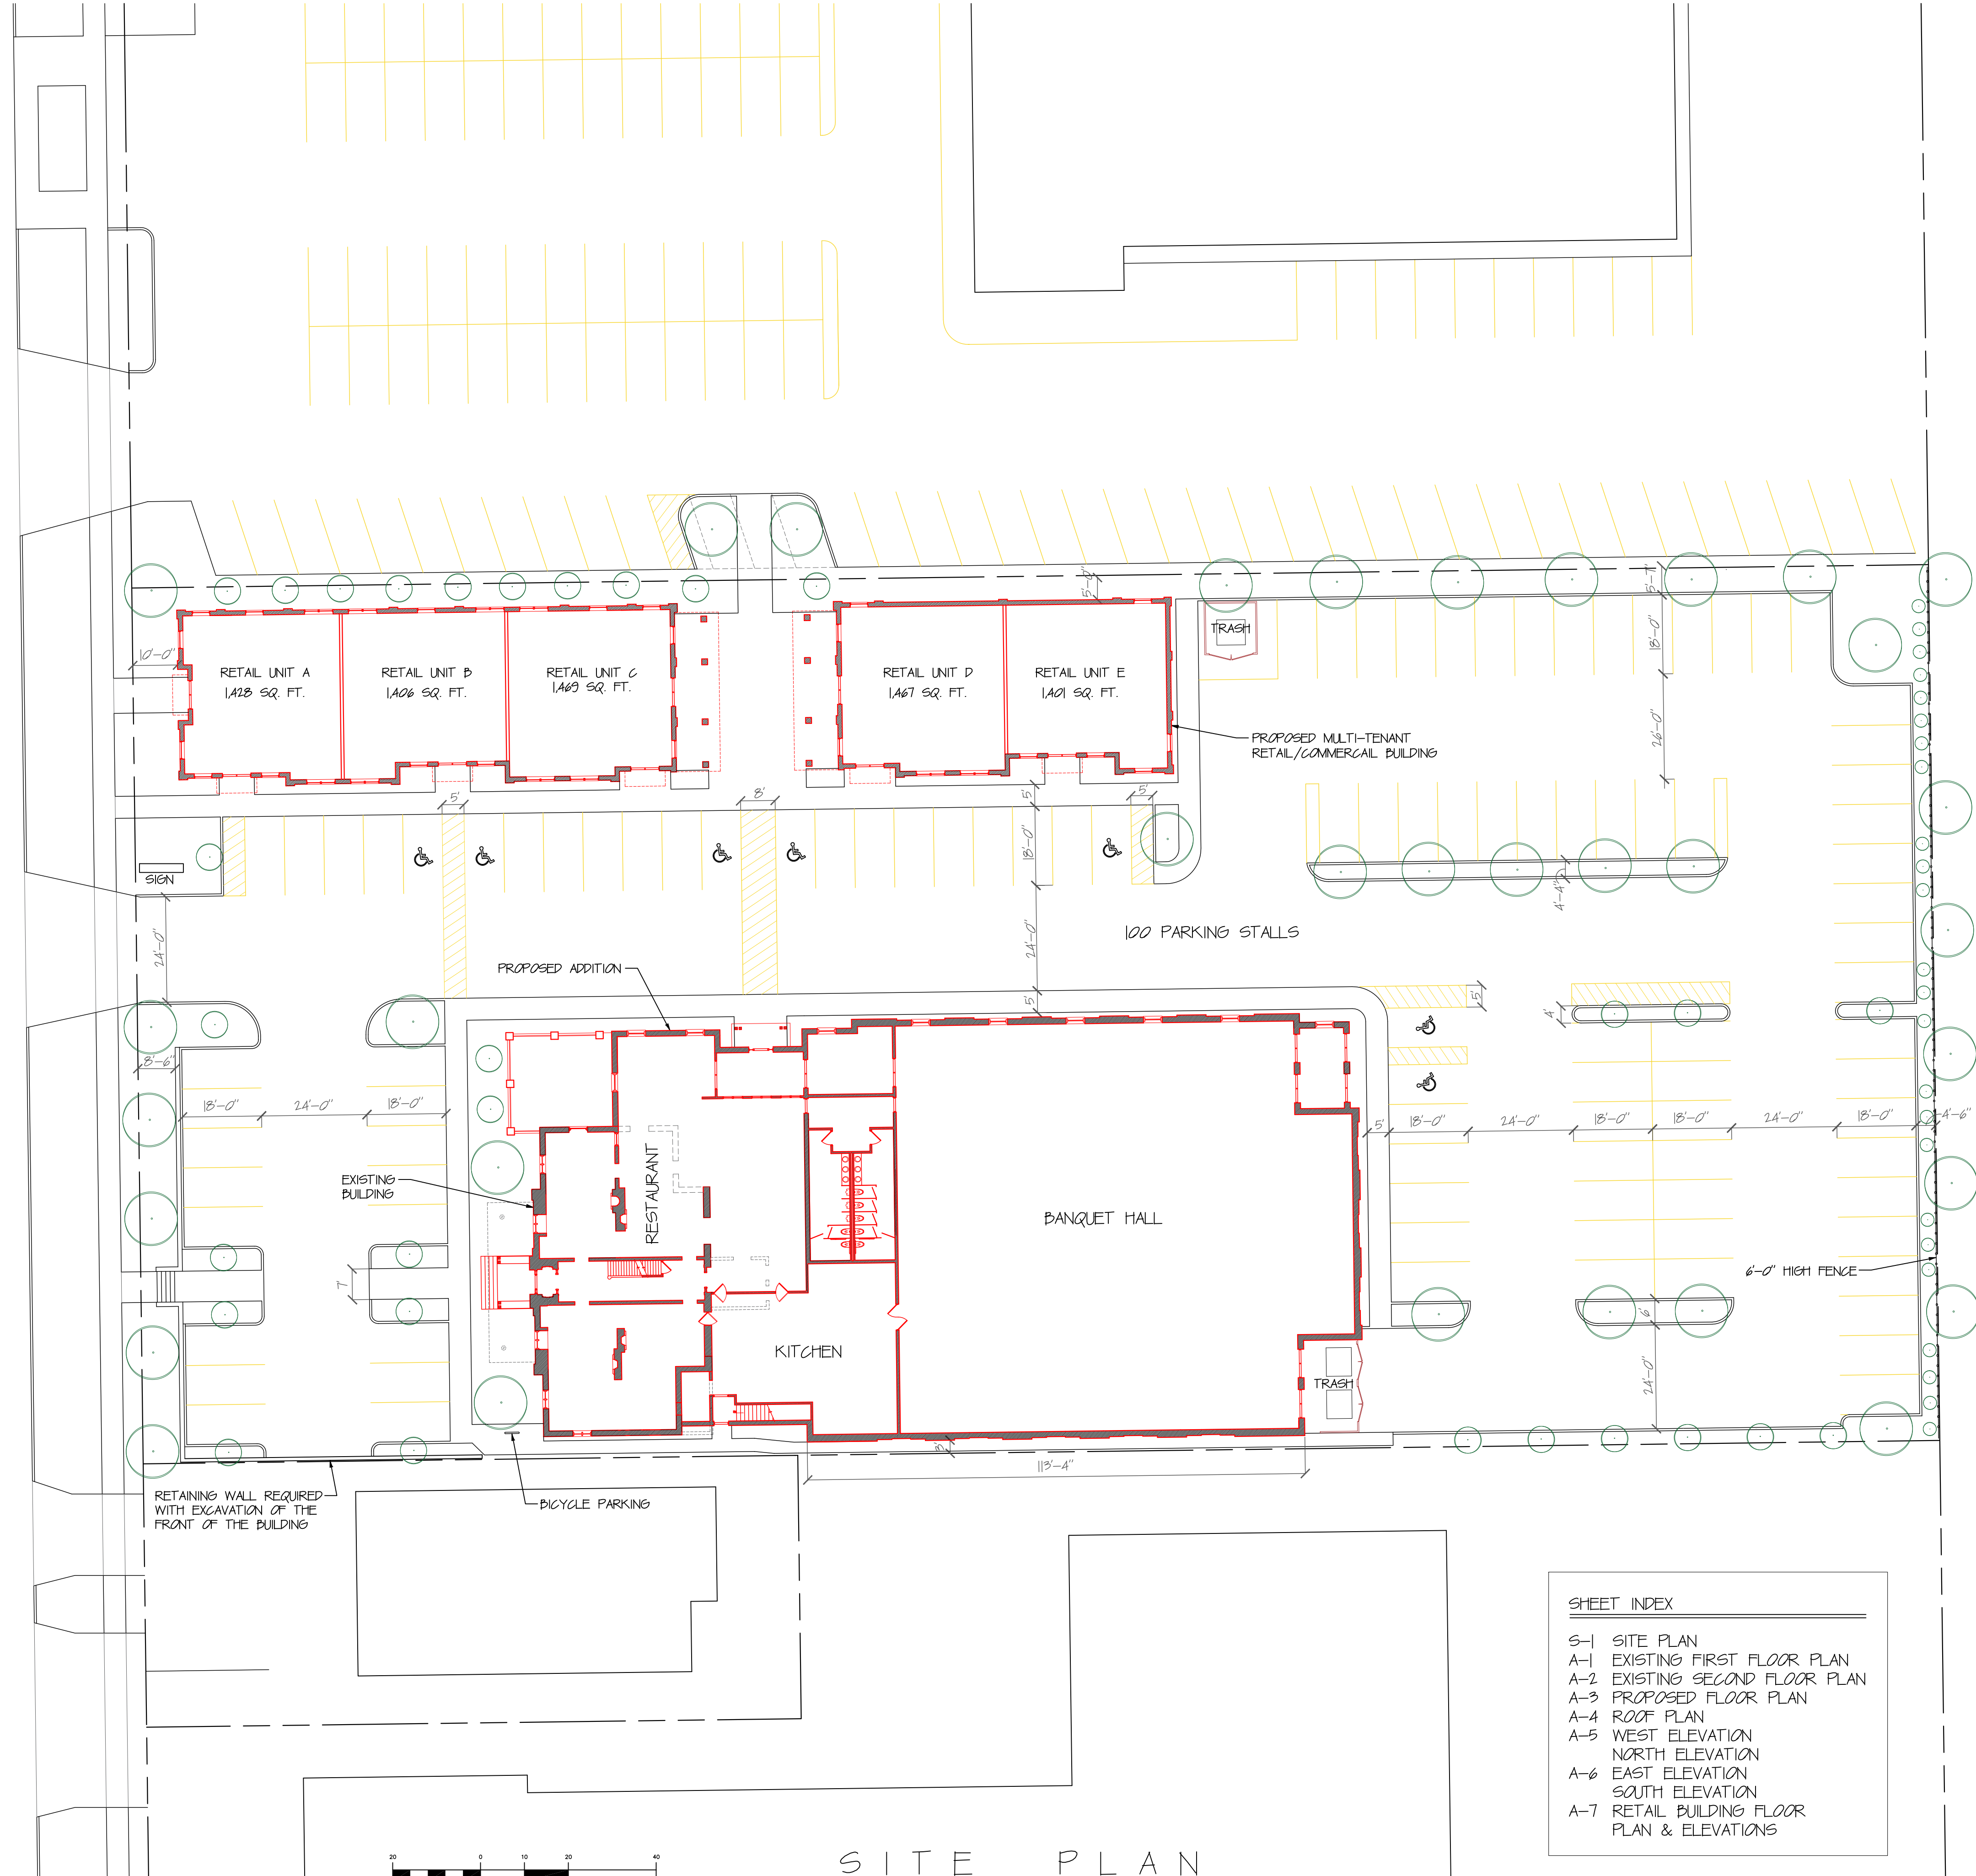 5'-0"
5'-7"
TRASH
18'-0"
10'-0"
RETAIL UNIT A
1,428 SQ. FT.
RETAIL UNIT B
1,406 SQ. FT.
RETAIL UNIT C
1,469 SQ. FT.
RETAIL UNIT D
1,467 SQ. FT.
RETAIL UNIT E
1,401 SQ. FT.
PROPOSED MULTI-TENANT
RETAIL/COMMERCAIL BUILDING
26'-0"
5'
8'
5'
5'
18'-0"
SIGN
4'-4"
24'-0"
24'-0"
100 PARKING STALLS
PROPOSED ADDITION
5'
5'
4'
8'-6"
18'-0"
24'-0"
18'-0"
5'
18'-0"
24'-0"
18'-0"
18'-0"
24'-0"
18'-0"
4'-6"
EXISTING
BUILDING
RESTAURANT
BANQUET HALL
7'
6'-0" HIGH FENCE
6'
KITCHEN
24'-0"
TRASH
3'
113'-4"
RETAINING WALL REQUIRED
WITH EXCAVATION OF THE
FRONT OF THE BUILDING
BICYCLE PARKING
SHEET INDEX
S-1 SITE PLAN
A-1 EXISTING FIRST FLOOR PLAN
A-2 EXISTING SECOND FLOOR PLAN
A-3 PROPOSED FLOOR PLAN
A-4 ROOF PLAN
A-5 WEST ELEVATION
NORTH ELEVATION
A-6 EAST ELEVATION
SOUTH ELEVATION
A-7 RETAIL BUILDING FLOOR
PLAN & ELEVATIONS
20 0 10 20 40
SITE PLAN